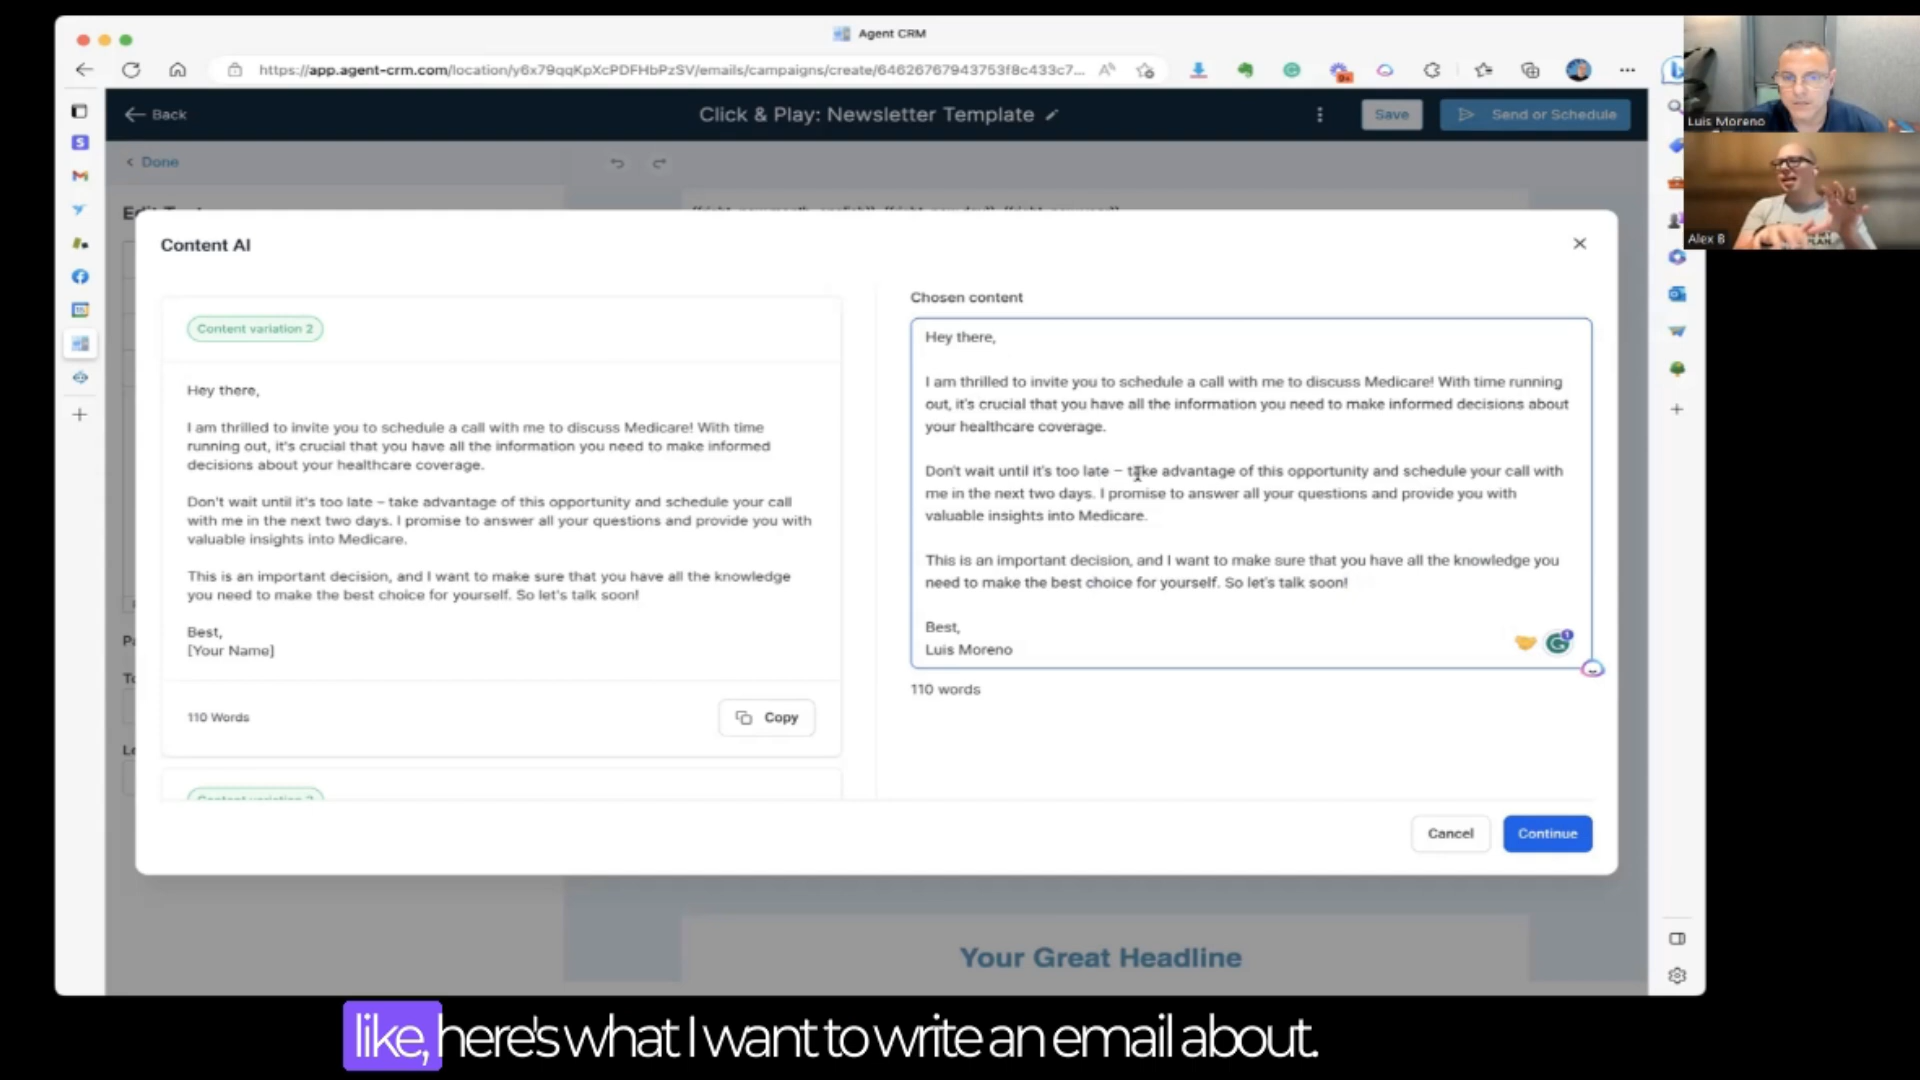 Agent CRM
https://app.agent-crm.com/location/y6x79qqKpXcPDFHbPzSV/emails/campaigns/create/64626767943753f8c433c7...
Luis Moreno
Back
Click & Play: Newsletter Template
Save
Send or Schedule
Done
Alex B
Content AI
Content variation 2
Hey there,
I am thrilled to invite you to schedule a call with me to discuss Medicare! With time
running out, it's crucial that you have all the information you need to make informed
decisions about your healthcare coverage.
Don't wait until it's too late – take advantage of this opportunity and schedule your call
with me in the next two days. I promise to answer all your questions and provide you with
valuable insights into Medicare.
This is an important decision, and I want to make sure that you have all the knowledge
you need to make the best choice for yourself. So let's talk soon!
Best,
[Your Name]
110 Words
Copy
Chosen content
Hey there,
I am thrilled to invite you to schedule a call with me to discuss Medicare! With time running
out, it's crucial that you have all the information you need to make informed decisions about
your healthcare coverage.
Don't wait until it's too late – take advantage of this opportunity and schedule your call with
me in the next two days. I promise to answer all your questions and provide you with
valuable insights into Medicare.
This is an important decision, and I want to make sure that you have all the knowledge you
need to make the best choice for yourself. So let's talk soon!
Best,
Luis Moreno
110 words
Cancel
Continue
Your Great Headline
like, here's what I want to write an email about.